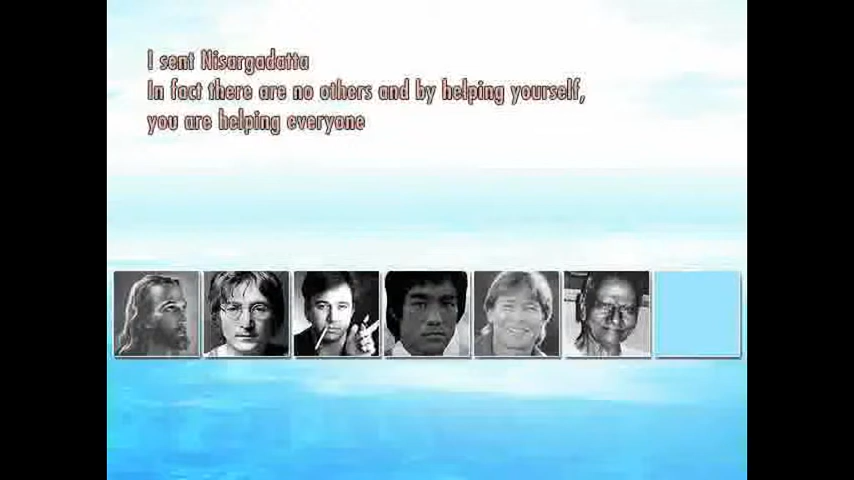 I sent Nisargadatta
In fact there are no others and by helping yourself,
you are helping everyone